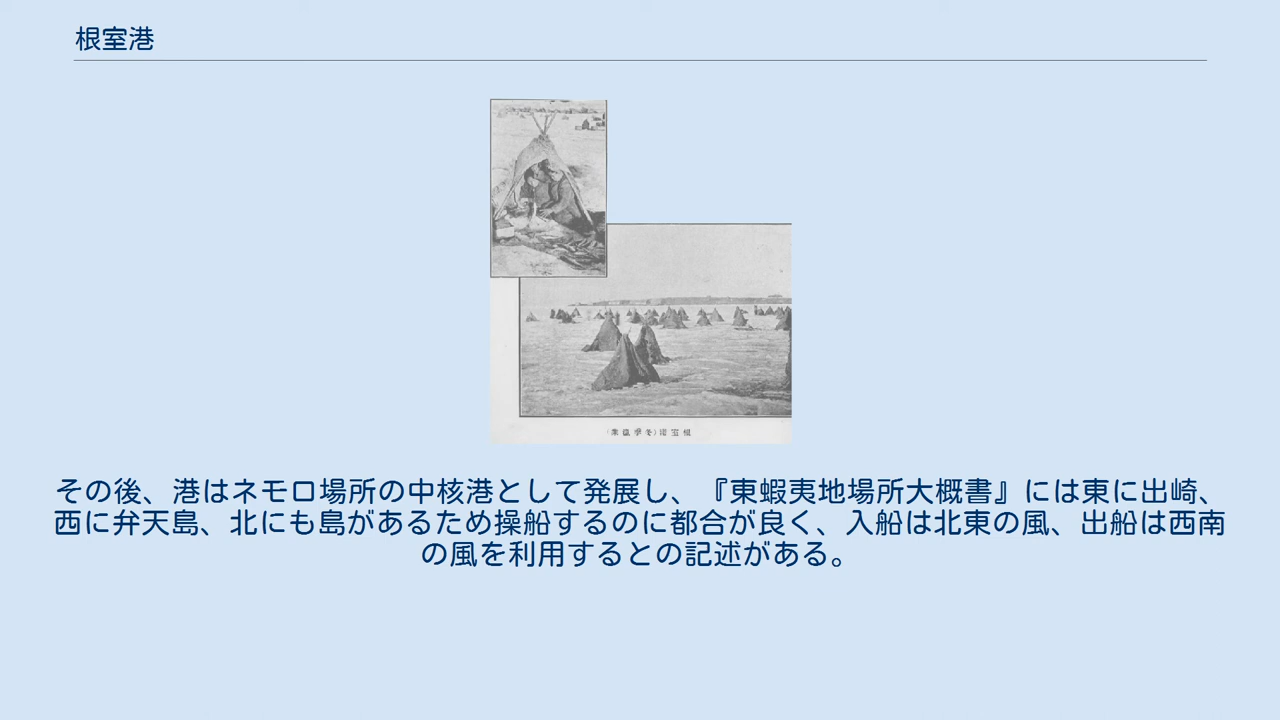 根室港
その後、港はネモロ場所の中核港として発展し、『東蝦夷地場所大概書』には東に出崎、
西に弁天島、北にも島があるため操船するのに都合が良く、入船は北東の風、出船は西南
の風を利用するとの記述がある。